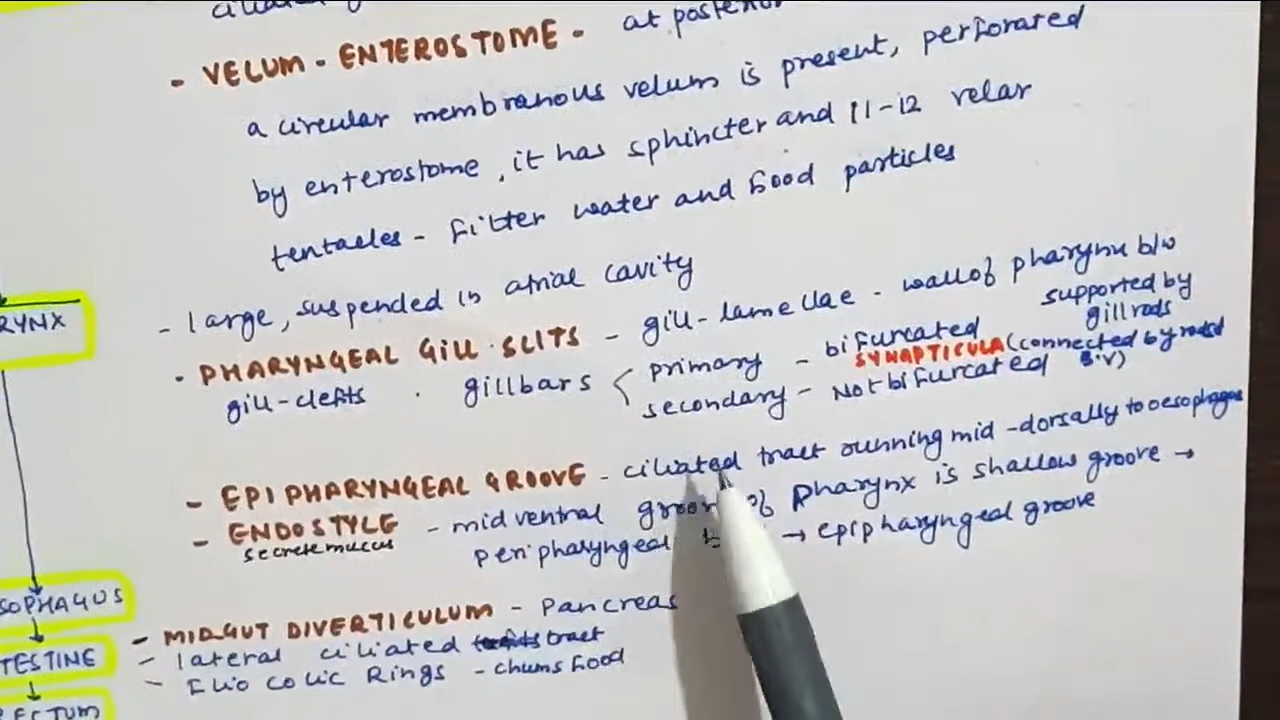 - VELUM - ENTEROSTOME - at posterior
a circular membranous velum is present, perforated
by enterostome, it has sphincter and 11-12 velar
tentacles - Filter water and food particles
RYNX
- large, suspended in atrial cavity
- PHARYNGEAL GILL SLITS - gill-lamellae - wall of pharynx b/w
gill-clefts . gillbars primary - bifurcated supported by gill rods
SYNAPTICULA (connected by
secondary - Not bifurcated
- EPIPHARYNGEAL GROOVE - ciliated tract running mid-dorsally to oesophagus
- ENDOSTYLE - mid ventral groove of Pharynx is shallow groove →
secrete mucus peripharyngeal → epipharyngeal groove
SOPHAGUS
- MIDGUT DIVERTICULUM - Pancreas
TESTINE
- lateral ciliated tract
- Ilio colic Rings - churns food
ECTUM